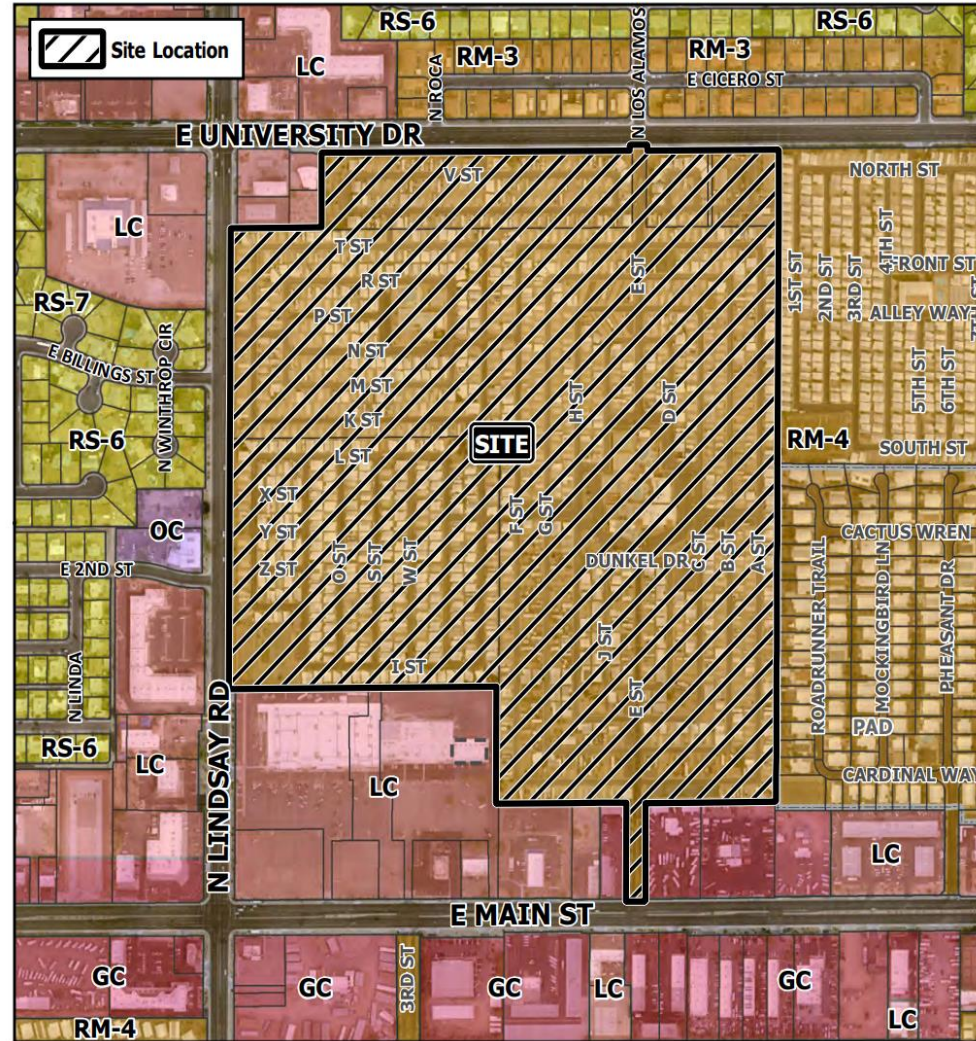 Site Location
RS-6
RS-6
LC
RM-3
RM-3
N ROCA
N LOS ALAMOS
E CICERO ST
E UNIVERSITY DR
V ST
NORTH ST
LC
T ST
R ST
E ST
1ST ST
2ND ST
3RD ST
4TH ST
FRONT ST
RS-7
P ST
ALLEY WAY
E BILLINGS ST
N WINTHROP CIR
N ST
M ST
H ST
D ST
5TH ST
6TH ST
K ST
RS-6
SITE
RM-4
L ST
SOUTH ST
X ST
F ST
G ST
OC
Y ST
CACTUS WREN
E 2ND ST
Z ST
O ST
S ST
W ST
DUNKEL DR
C ST
B ST
A ST
ROADRUNNER TRAIL
MOCKINGBIRD LN
PHEASANT DR
J ST
I ST
N LINDA
E ST
PAD
RS-6
LC
N LINDSAY RD
LC
CARDINAL WAY
LC
E MAIN ST
GC
GC
3RD ST
GC
LC
GC
LC
RM-4